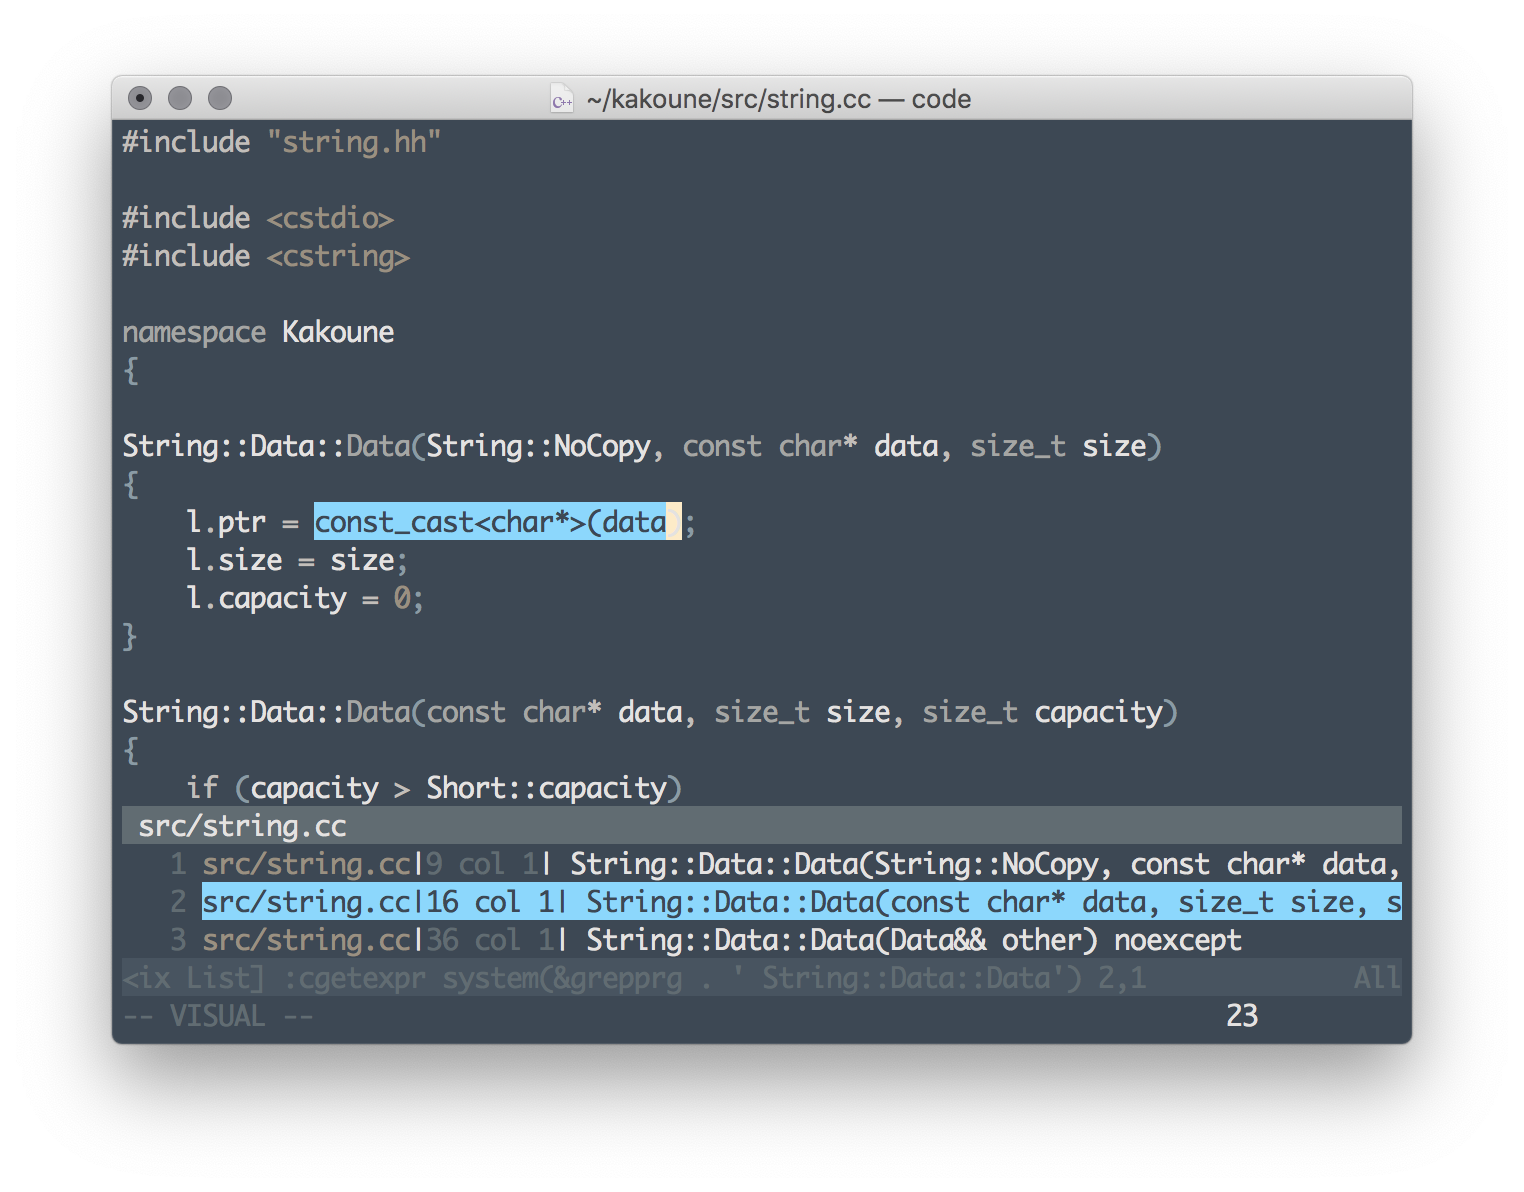 C++ ~/kakoune/src/string.cc — code
#include "string.hh"
#include <cstdio>
#include <cstring>
namespace Kakoune
{
String::Data::Data(String::NoCopy, const char* data, size_t size)
{
l.ptr = const_cast<char*>(data);
l.size = size;
l.capacity = 0;
}
String::Data::Data(const char* data, size_t size, size_t capacity)
{
if (capacity > Short::capacity)
src/string.cc
1 src/string.cc|9 col 1| String::Data::Data(String::NoCopy, const char* data,
2 src/string.cc|16 col 1| String::Data::Data(const char* data, size_t size, s
3 src/string.cc|36 col 1| String::Data::Data(Data&& other) noexcept
<ix List] :cgetexpr system(&grepprg . ' String::Data::Data') 2,1 All
-- VISUAL -- 23